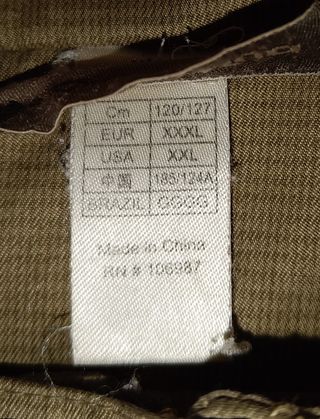 Cm 120/127
EUR XXXL
USA XXL
中国 185/124A
BRAZIL GGGG
Made in China
RN # 106987